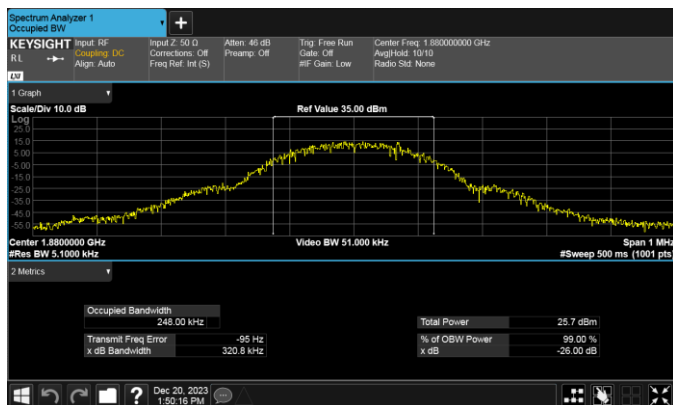 Spectrum Analyzer 1
Occupied BW
+
KEYSIGHT Input: RF Input Z: 50 Ω Atten: 46 dB Trig: Free Run Center Freq: 1.880000000 GHz
RL Coupling: DC Corrections: Off Preamp: Off Gate: Off Avg|Hold: 10/10
Align: Auto Freq Ref: Int (S) #IF Gain: Low Radio Std: None
LXI
1 Graph
Scale/Div 10.0 dB Ref Value 35.00 dBm
Log
25.0
15.0
5.00
-5.00
-15.0
-25.0
-35.0
-45.0
-55.0
Center 1.8800000 GHz Video BW 51.000 kHz Span 1 MHz
#Res BW 5.1000 kHz #Sweep 500 ms (1001 pts)
2 Metrics
Occupied Bandwidth
248.00 kHz Total Power 25.7 dBm
Transmit Freq Error -95 Hz % of OBW Power 99.00 %
x dB Bandwidth 320.8 kHz x dB -26.00 dB
? Dec 20, 2023
1:50:16 PM